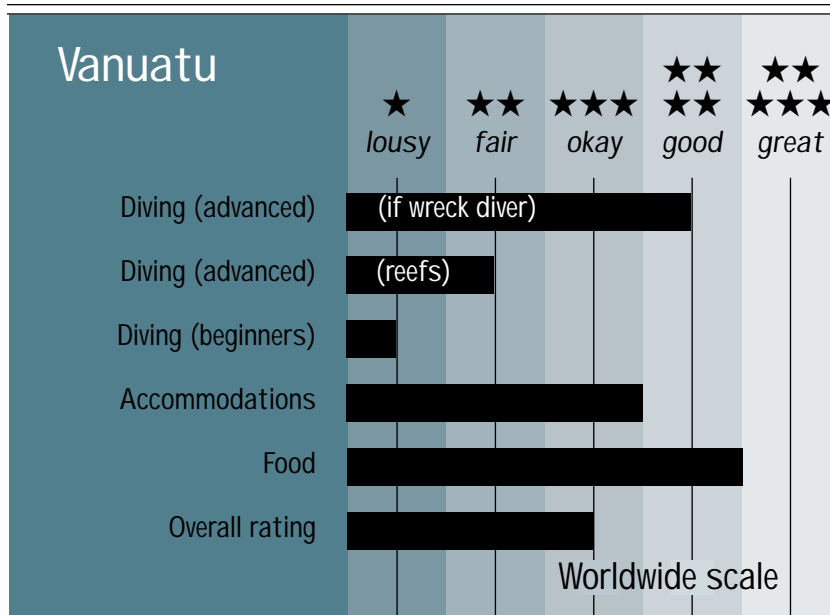 Vanuatu
★ ★★ ★★★ ★★★★ ★★★★★
lousy fair okay good great
Diving (advanced) (if wreck diver)
Diving (advanced) (reefs)
Diving (beginners)
Accommodations
Food
Overall rating
Worldwide scale